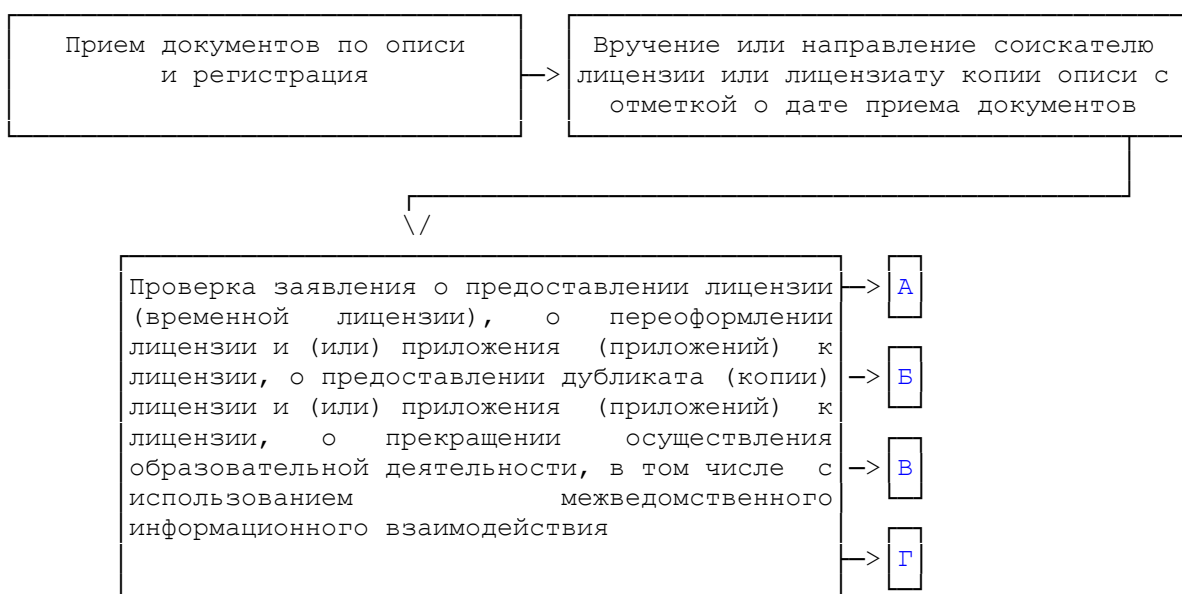 Прием документов по описи
и регистрация
Вручение или направление соискателю
лицензии или лицензиату копии описи с
отметкой о дате приема документов
Проверка заявления о предоставлении лицензии
(временной лицензии), о переоформлении
лицензии и (или) приложения (приложений) к
лицензии, о предоставлении дубликата (копии)
лицензии и (или) приложения (приложений) к
лицензии, о прекращении осуществления
образовательной деятельности, в том числе с
использованием межведомственного
информационного взаимодействия
А
Б
В
Г